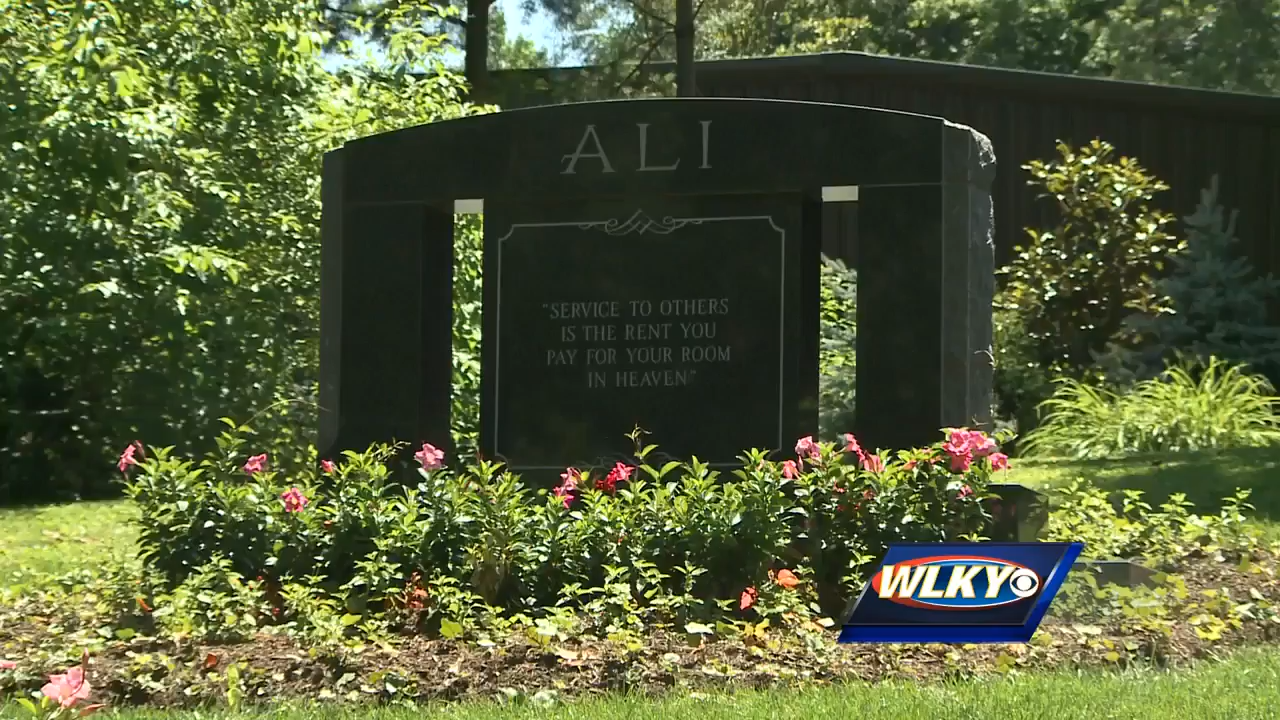 ALI
"SERVICE TO OTHERS
IS THE RENT YOU
PAY FOR YOUR ROOM
IN HEAVEN"
WLKY